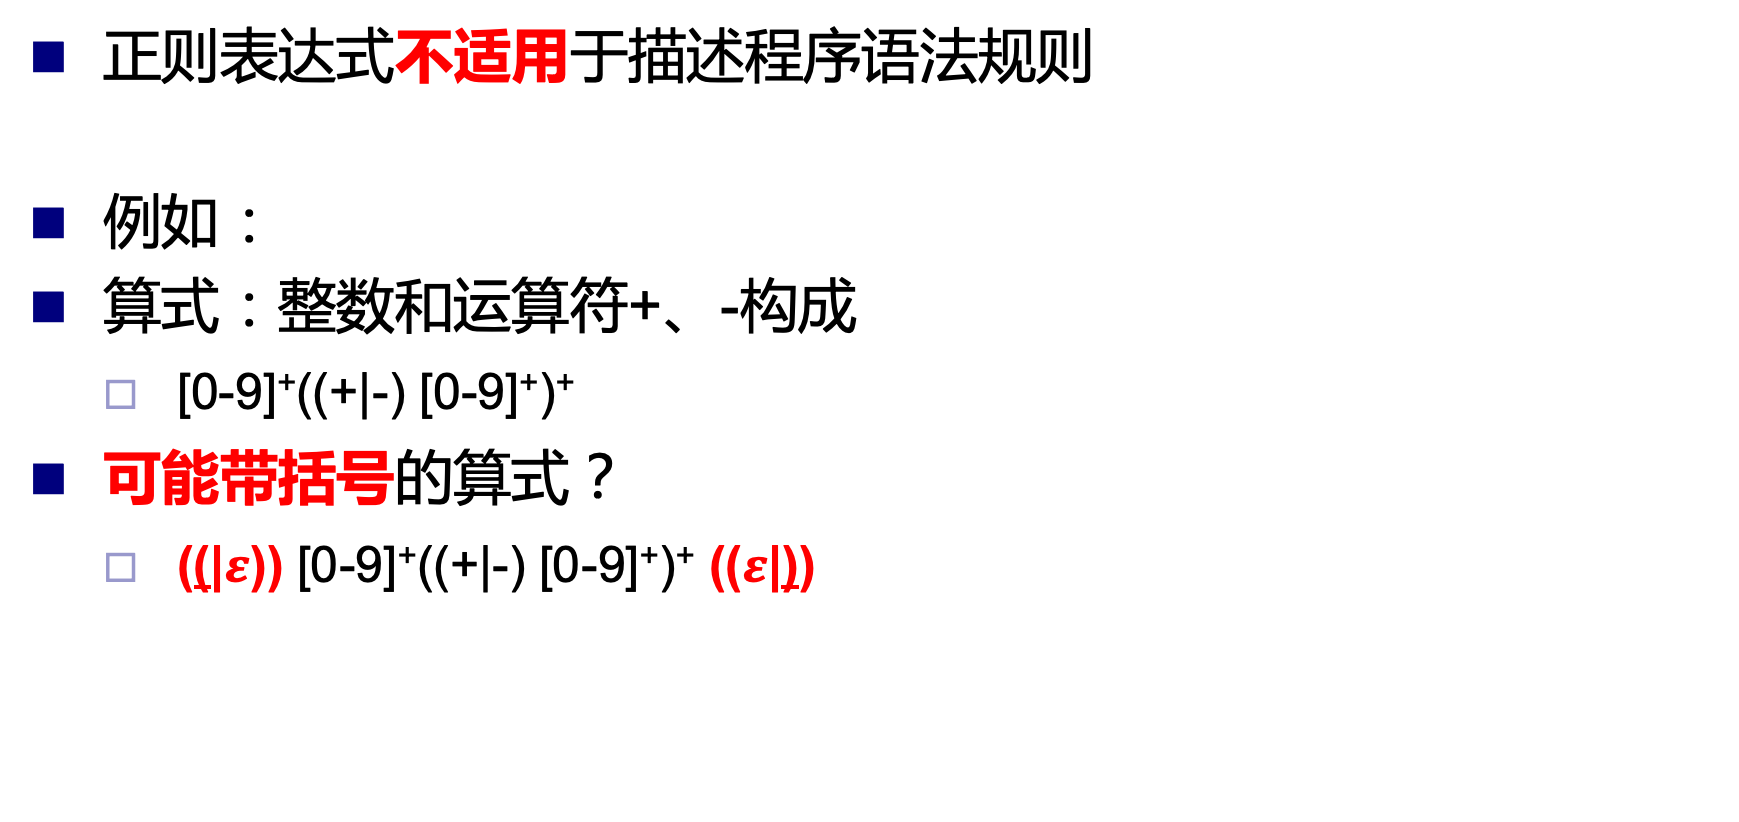 正则表达式不适用于描述程序语法规则
例如：
算式：整数和运算符+、-构成
[0-9]⁺((+|-) [0-9]⁺)⁺
可能带括号的算式？
((|ε)) [0-9]⁺((+|-) [0-9]⁺)⁺ ((ε|))